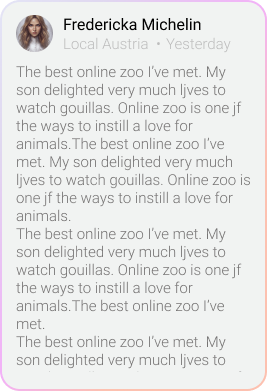 Fredericka Michelin
Local Austria • Yesterday
The best online zoo I’ve met. My
son delighted very much ljves to
watch gouillas. Online zoo is one jf
the ways to instill a love for
animals.The best online zoo I’ve
met. My son delighted very much
ljves to watch gouillas. Online zoo is
one jf the ways to instill a love for
animals.
The best online zoo I’ve met. My
son delighted very much ljves to
watch gouillas. Online zoo is one jf
the ways to instill a love for
animals.The best online zoo I’ve
met.
The best online zoo I’ve met. My
son delighted very much ljves to